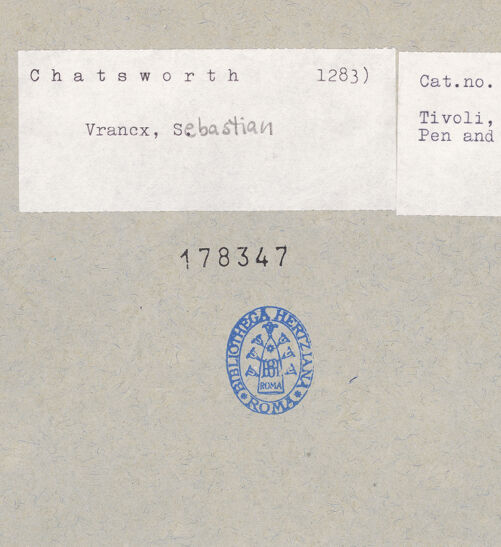 Chatsworth 1283)
Vrancx, Sebastian
Cat.no.
Tivoli,
Pen and
178347
BIBLIOTHECA HERTZIANA
ROMA
ROMA